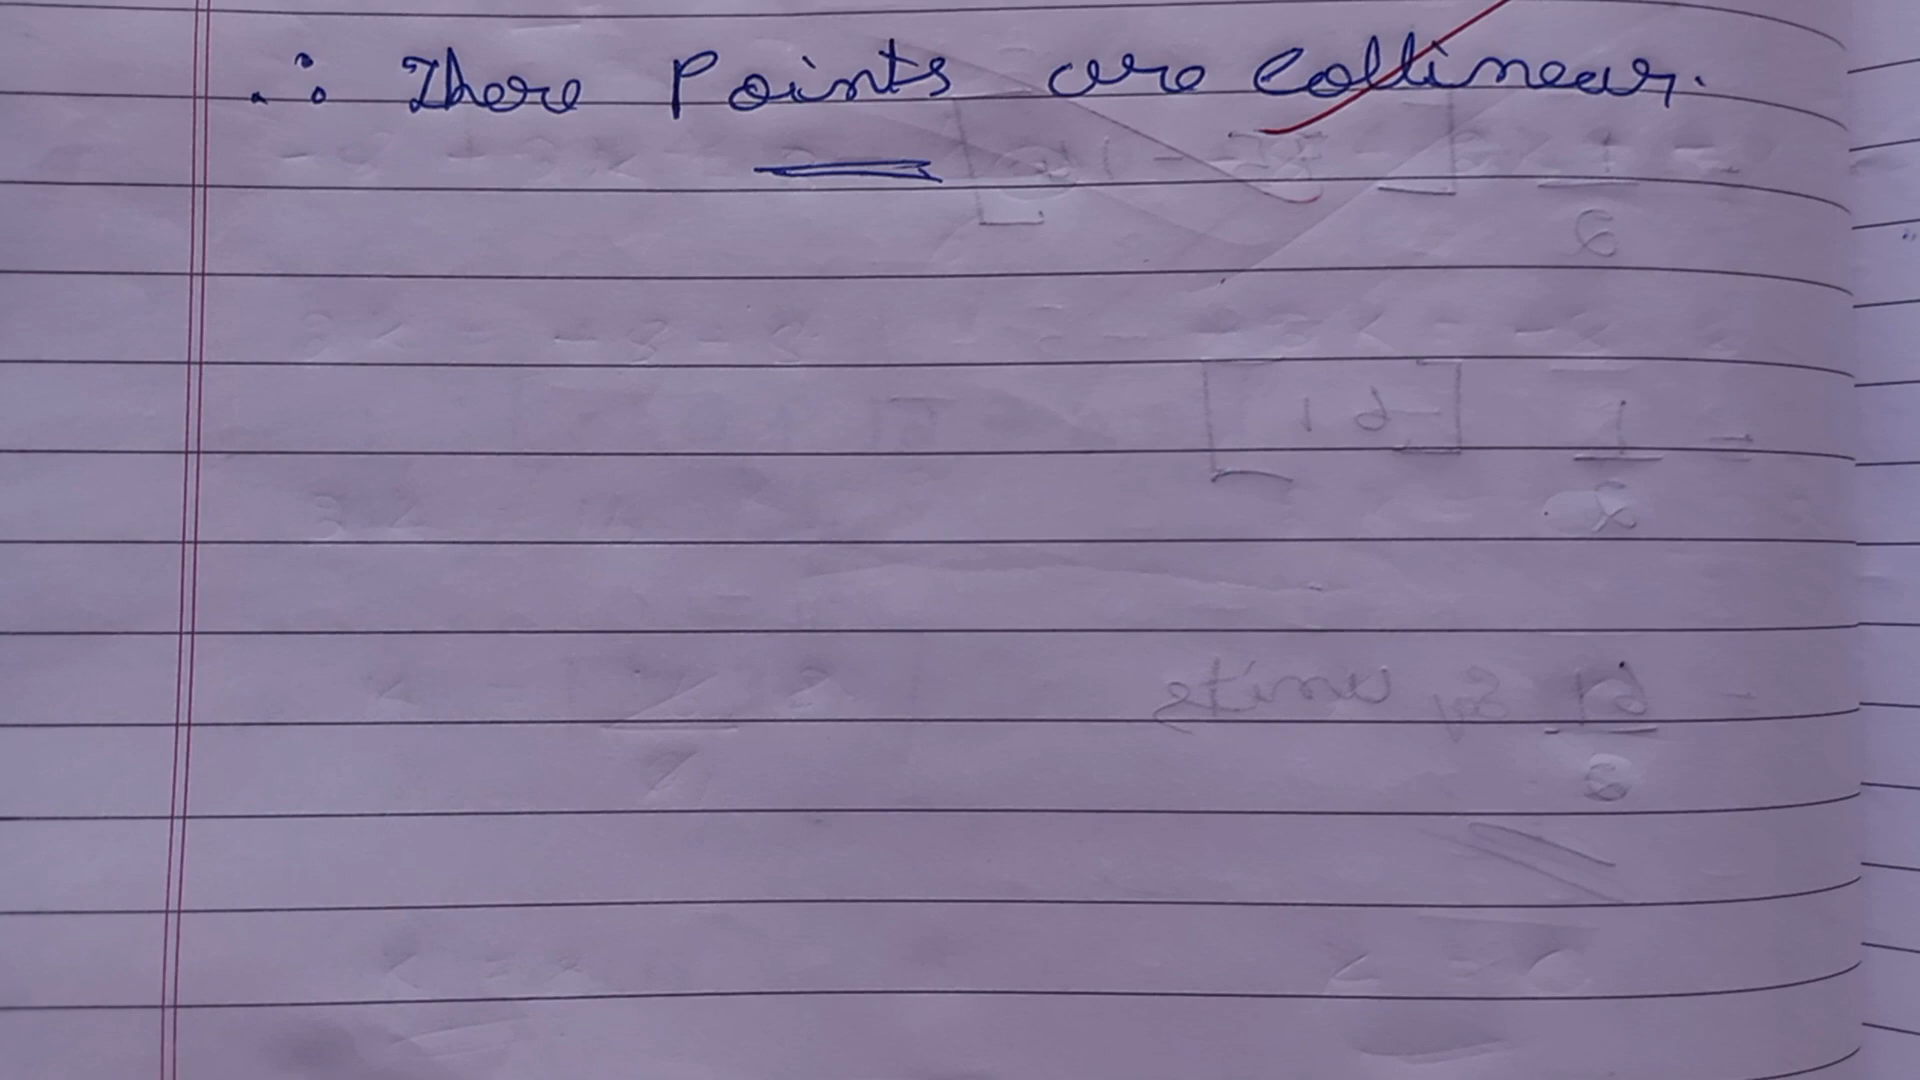 ∴ There Points are Collinear.